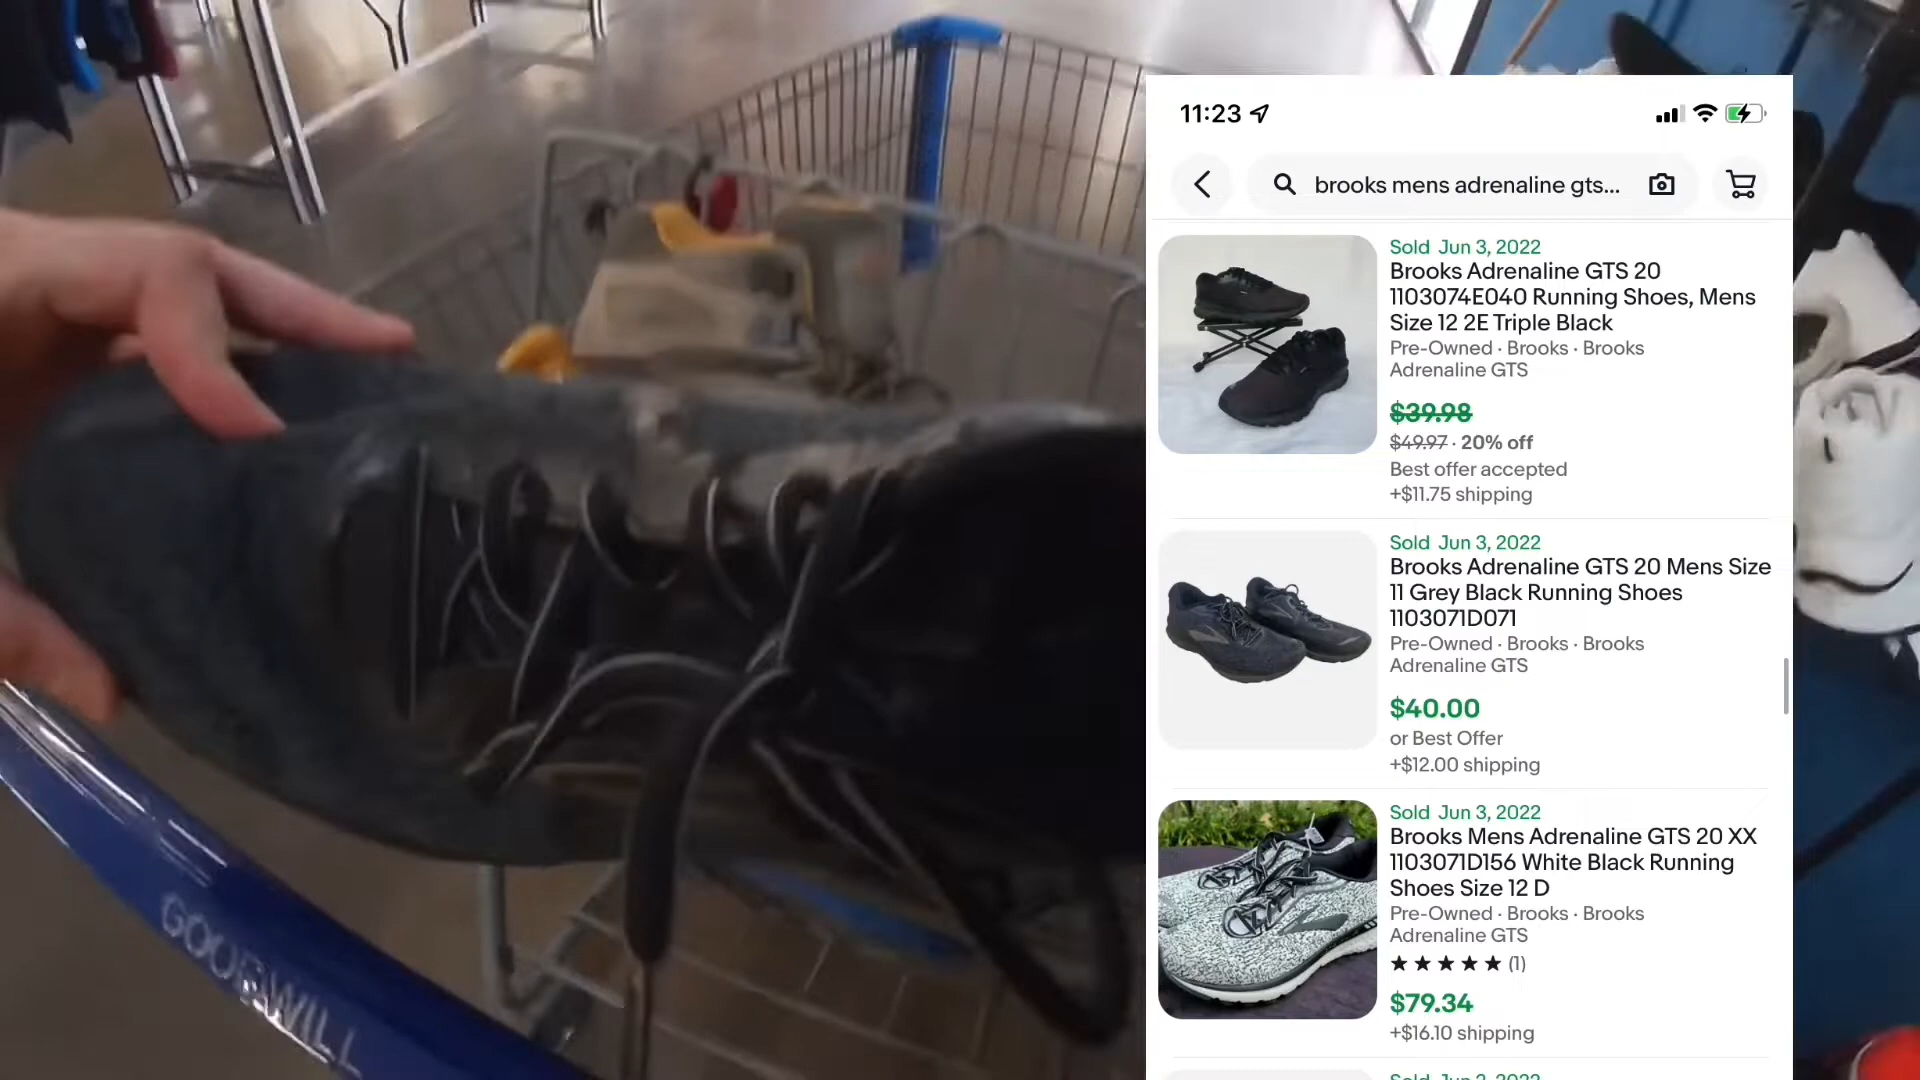 11:23
brooks mens adrenaline gts...
Sold Jun 3, 2022
Brooks Adrenaline GTS 20
1103074E040 Running Shoes, Mens
Size 12 2E Triple Black
Pre-Owned · Brooks · Brooks
Adrenaline GTS
$39.98
$49.97 · 20% off
Best offer accepted
+$11.75 shipping
Sold Jun 3, 2022
Brooks Adrenaline GTS 20 Mens Size
11 Grey Black Running Shoes
1103071D071
Pre-Owned · Brooks · Brooks
Adrenaline GTS
$40.00
or Best Offer
+$12.00 shipping
Sold Jun 3, 2022
Brooks Mens Adrenaline GTS 20 XX
1103071D156 White Black Running
Shoes Size 12 D
Pre-Owned · Brooks · Brooks
Adrenaline GTS
(1)
$79.34
+$16.10 shipping
GOODWILL